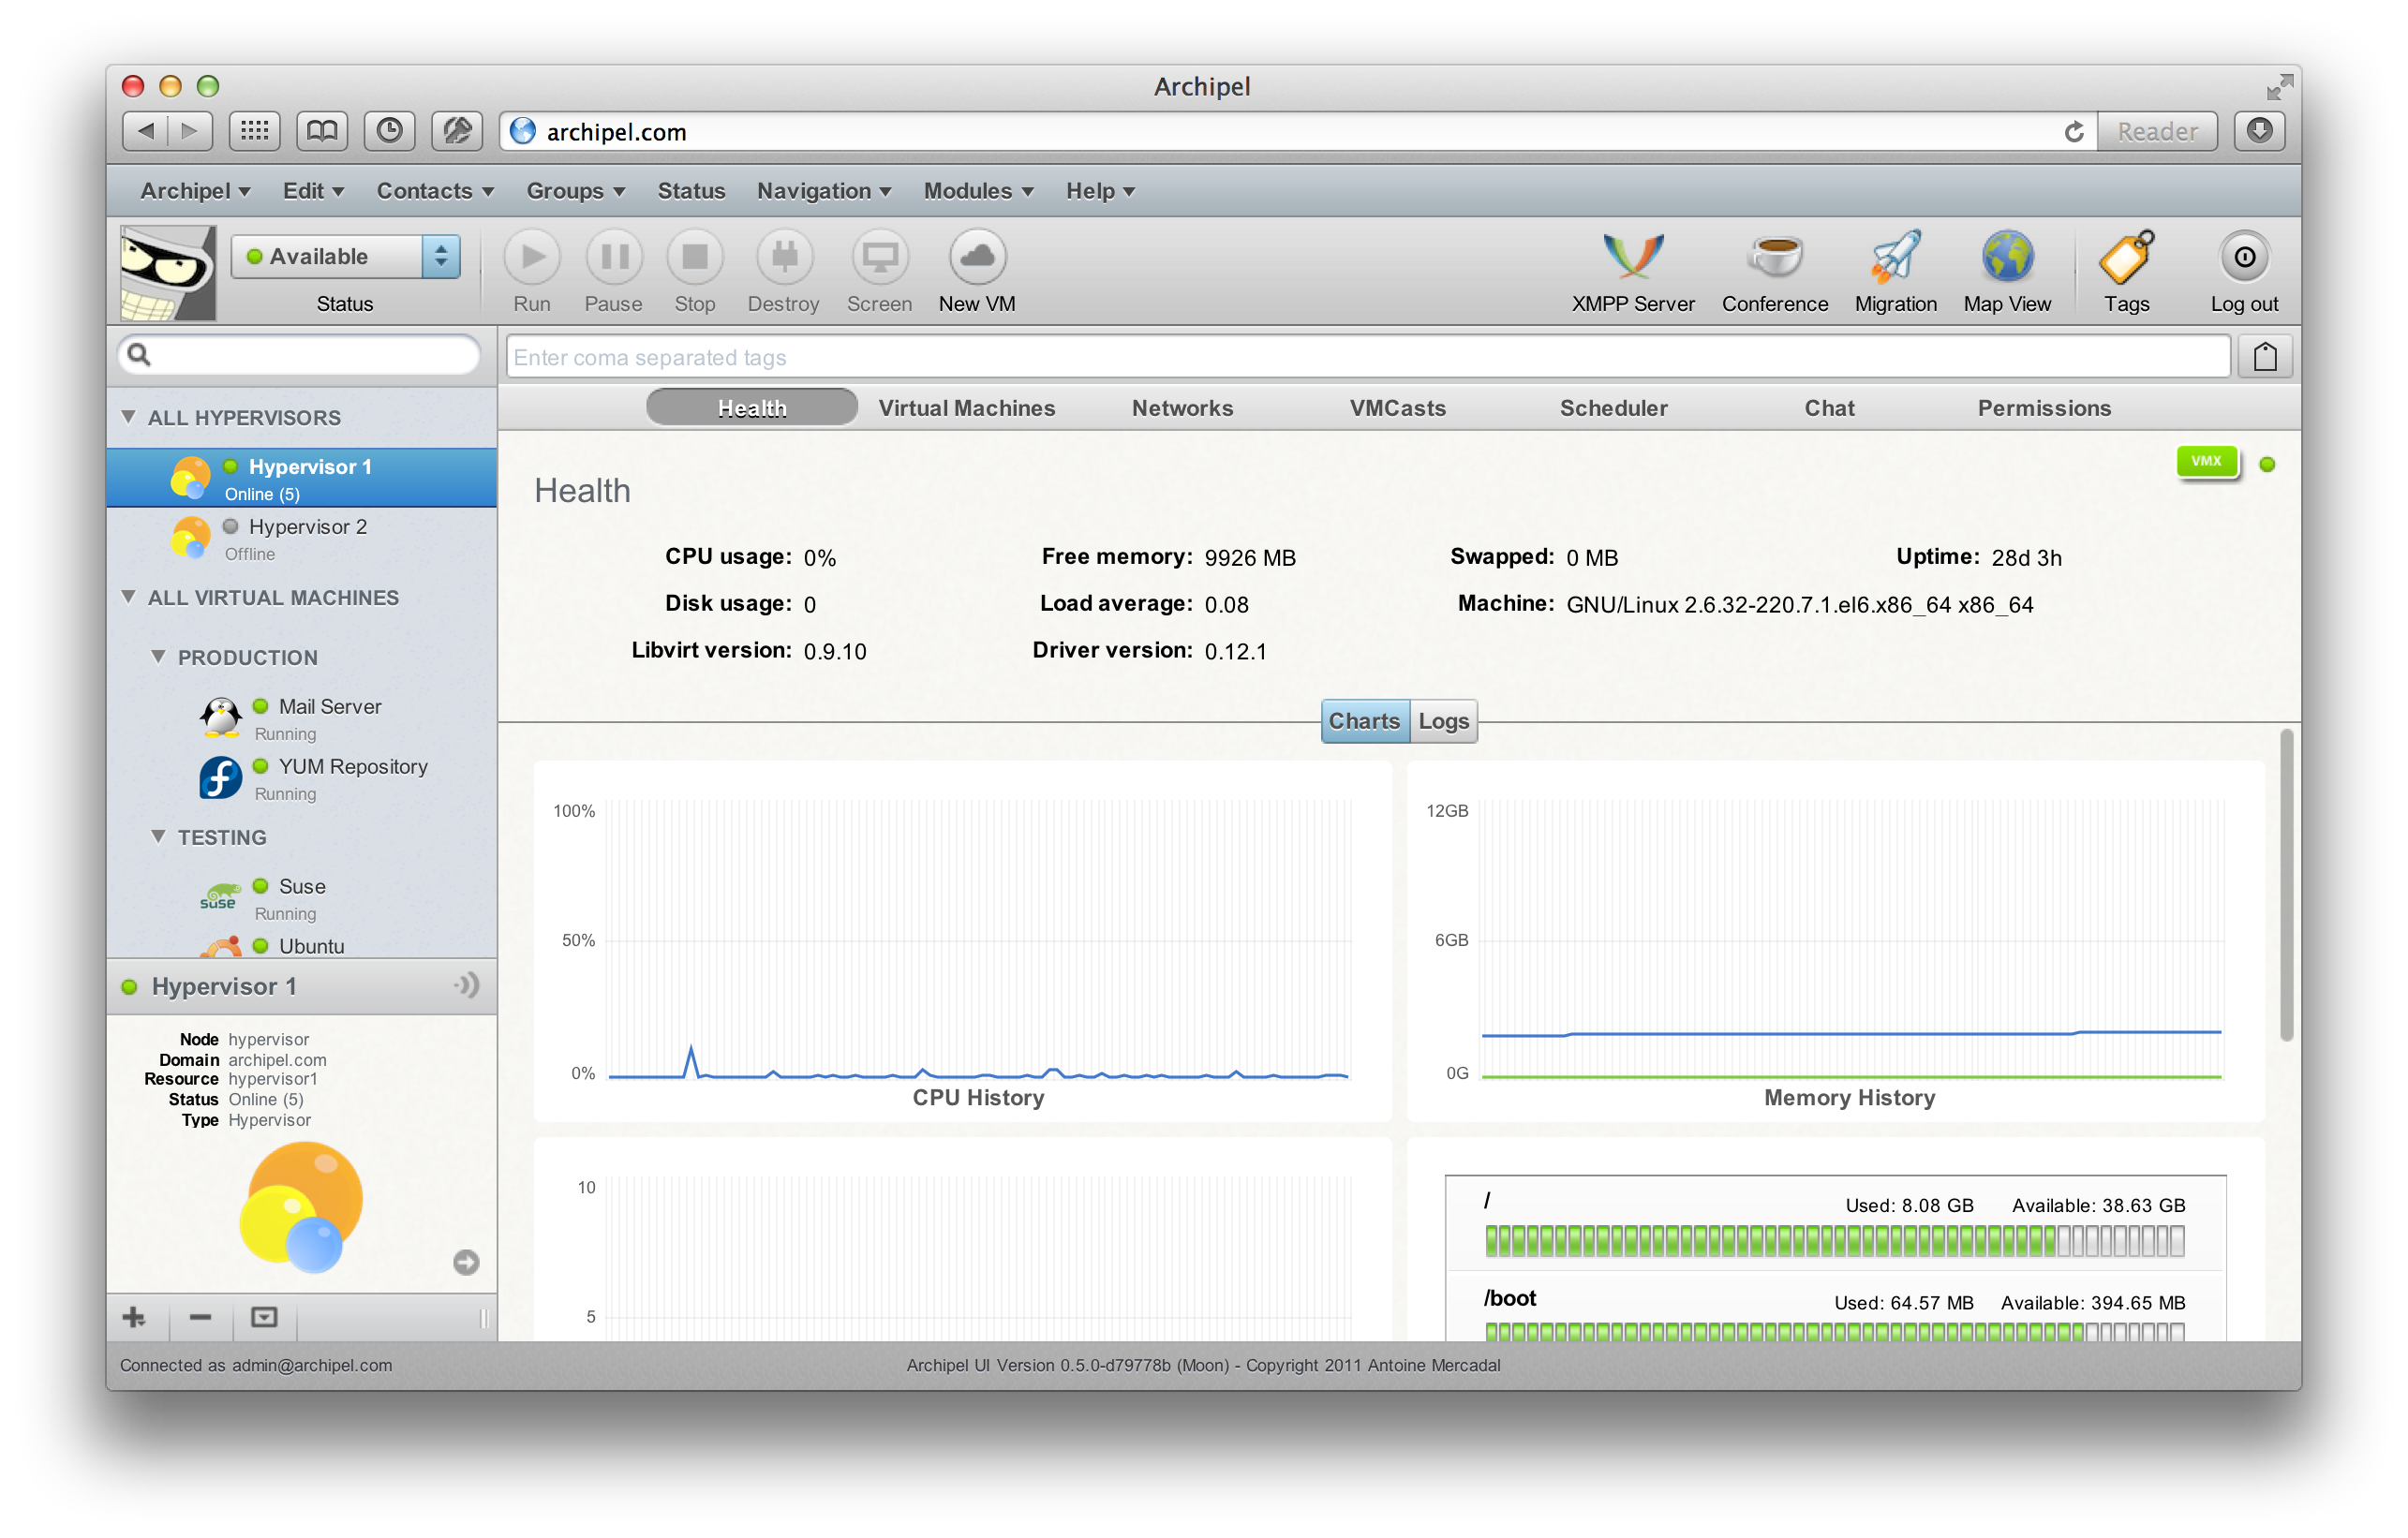 Archipel
archipel.com
Reader
Archipel Edit Contacts Groups Status Navigation Modules Help
Available
Status
Run Pause Stop Destroy Screen New VM
XMPP Server Conference Migration Map View Tags Log out
Enter coma separated tags
Health Virtual Machines Networks VMCasts Scheduler Chat Permissions
ALL HYPERVISORS
Hypervisor 1
Online (5)
Hypervisor 2
Offline
ALL VIRTUAL MACHINES
PRODUCTION
Mail Server
Running
YUM Repository
Running
TESTING
suse
Suse
Running
Ubuntu
Hypervisor 1
Node hypervisor
Domain archipel.com
Resource hypervisor1
Status Online (5)
Type Hypervisor
VMX
Health
CPU usage: 0% Free memory: 9926 MB Swapped: 0 MB Uptime: 28d 3h
Disk usage: 0 Load average: 0.08 Machine: GNU/Linux 2.6.32-220.7.1.el6.x86_64 x86_64
Libvirt version: 0.9.10 Driver version: 0.12.1
Charts Logs
100%
50%
0%
CPU History
12GB
6GB
0G
Memory History
10
5
/ Used: 8.08 GB Available: 38.63 GB
/boot Used: 64.57 MB Available: 394.65 MB
Connected as admin@archipel.com
Archipel UI Version 0.5.0-d79778b (Moon) - Copyright 2011 Antoine Mercadal